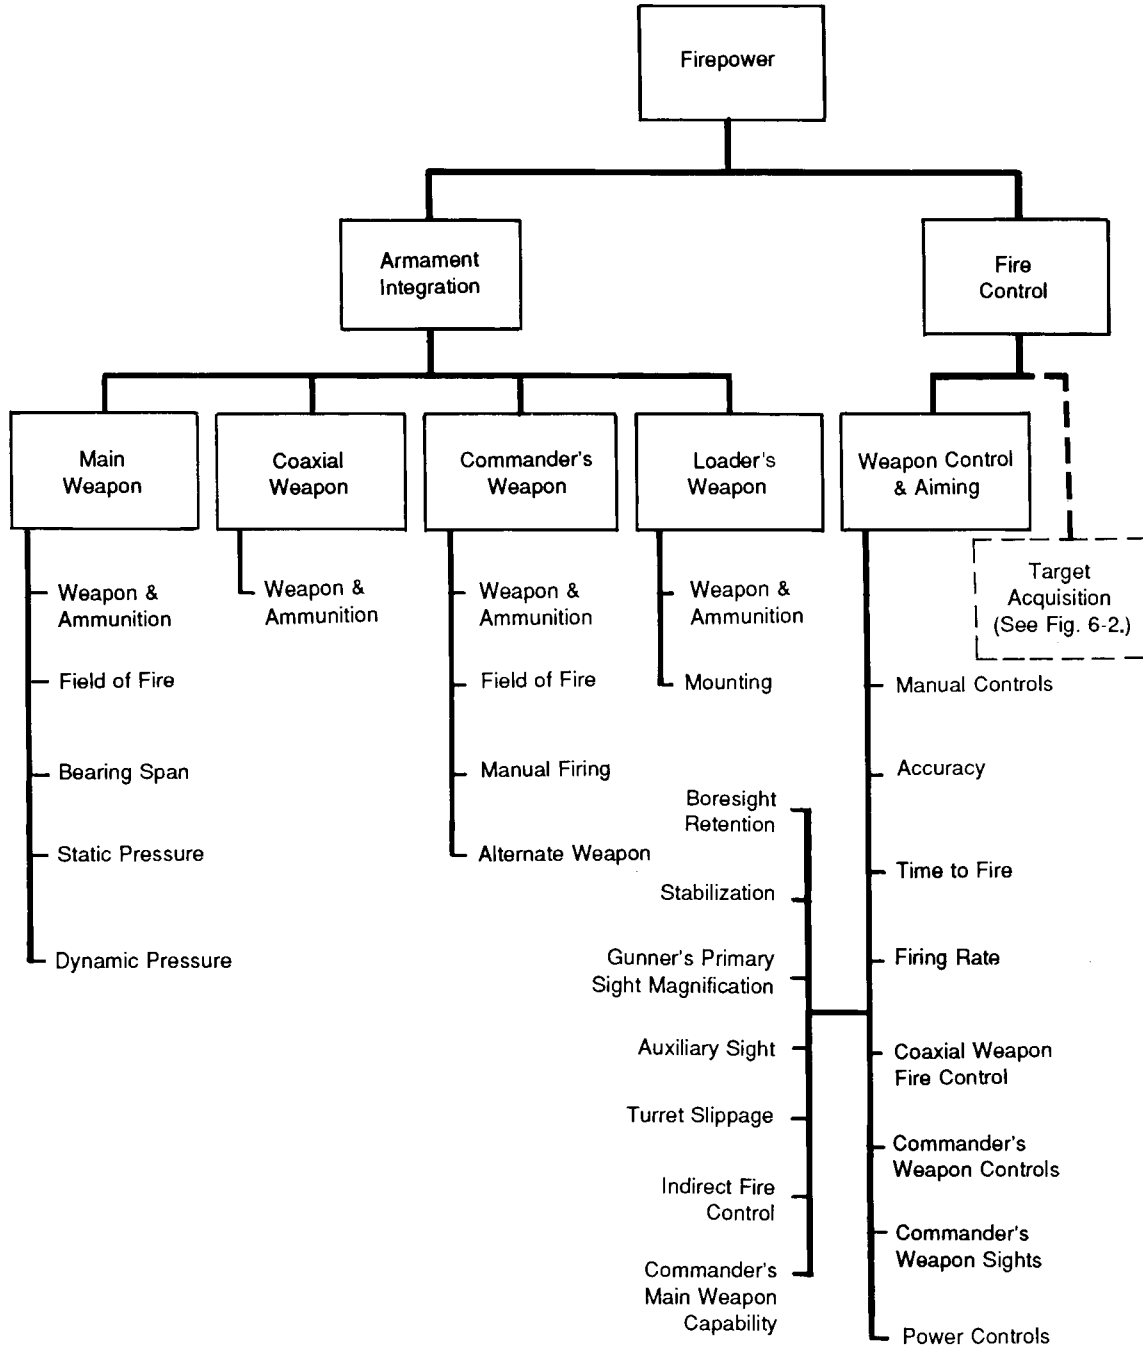 Firepower
Armament
Integration
Fire
Control
Main
Weapon
Coaxial
Weapon
Commander's
Weapon
Loader's
Weapon
Weapon Control
& Aiming
Target
Acquisition
(See Fig. 6-2.)
Weapon &
Ammunition
Field of Fire
Bearing Span
Static Pressure
Dynamic Pressure
Weapon &
Ammunition
Weapon &
Ammunition
Field of Fire
Manual Firing
Alternate Weapon
Weapon &
Ammunition
Mounting
Boresight
Retention
Stabilization
Gunner's Primary
Sight Magnification
Auxiliary Sight
Turret Slippage
Indirect Fire
Control
Commander's
Main Weapon
Capability
Manual Controls
Accuracy
Time to Fire
Firing Rate
Coaxial Weapon
Fire Control
Commander's
Weapon Controls
Commander's
Weapon Sights
Power Controls